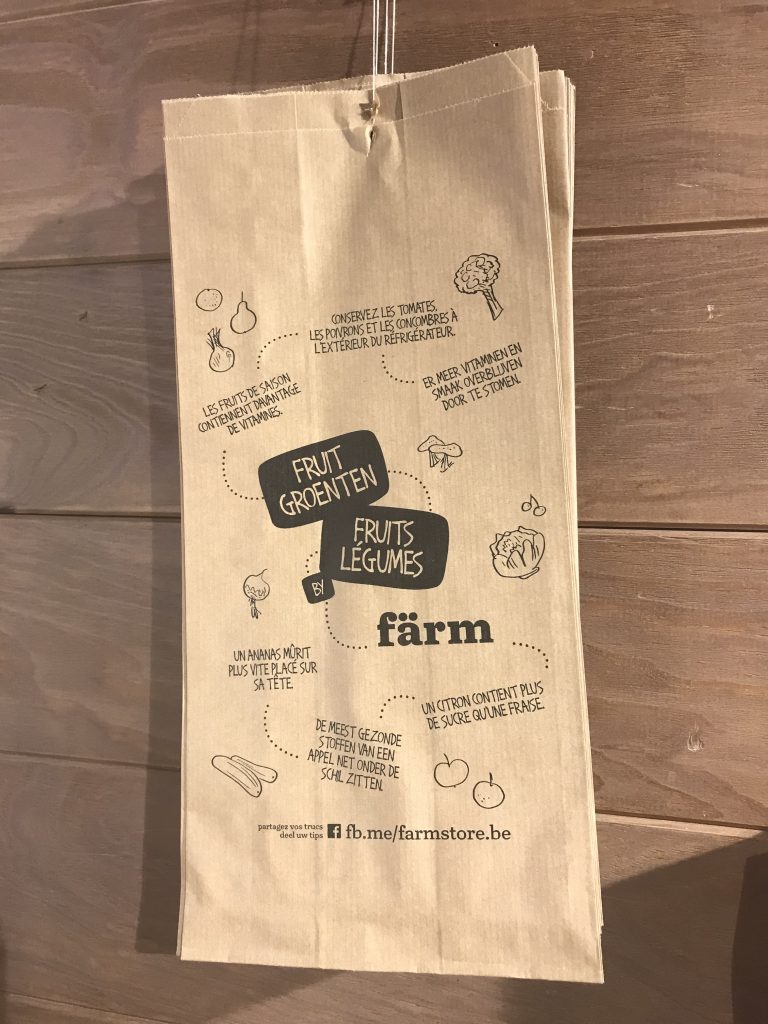 CONSERVEZ LES TOMATES,
LES POIVRONS ET LES CONCOMBRES À
L'EXTÉRIEUR DU RÉFRIGÉRATEUR.
ER MEER VITAMINEN EN
SMAAK OVERBLIJVEN
DOOR TE STOMEN.
LES FRUITS DE SAISON
CONTIENNENT DAVANTAGE
DE VITAMINES.
FRUIT
GROENTEN
FRUITS
LÉGUMES
BY
färm
UN ANANAS MÛRIT
PLUS VITE PLACÉ SUR
SA TÊTE.
UN CITRON CONTIENT PLUS
DE SUCRE QU'UNE FRAISE.
DE MEEST GEZONDE
STOFFEN VAN EEN
APPEL NET ONDER DE
SCHIL ZITTEN.
partagez vos trucs
deel uw tips
fb.me/farmstore.be